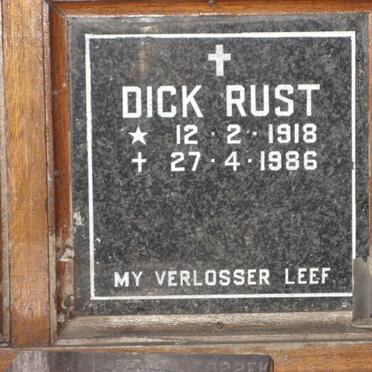 DICK RUST
★ 12·2·1918
✝ 27·4·1986
MY VERLOSSER LEEF